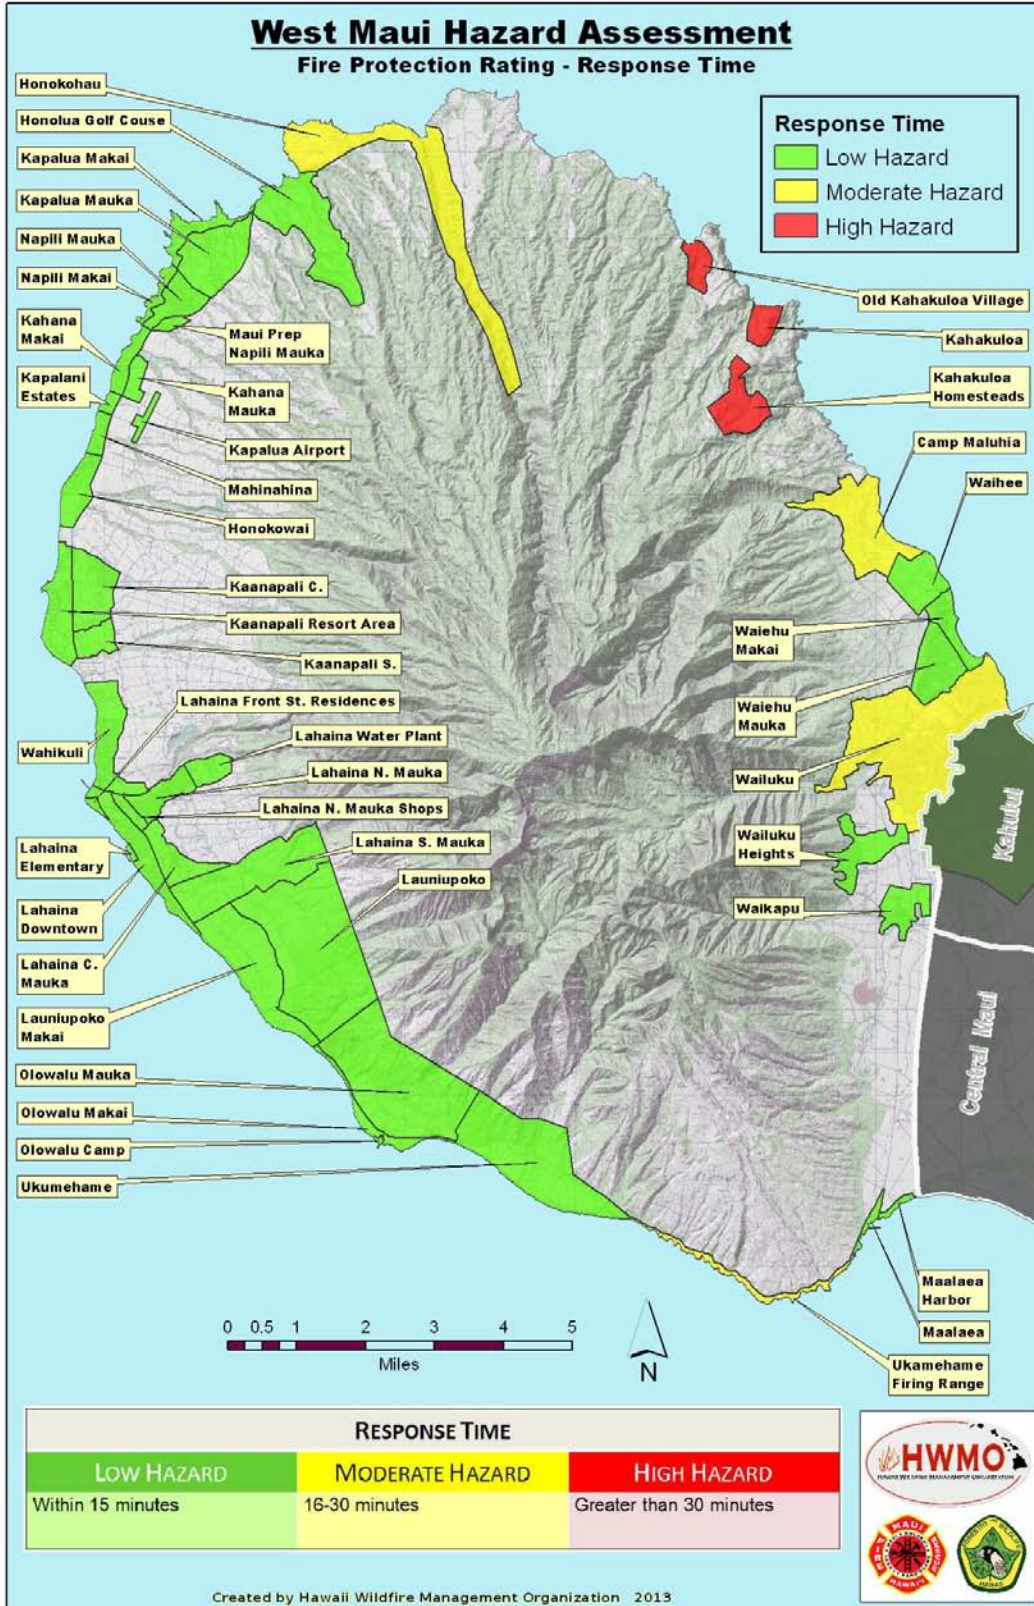 West Maui Hazard Assessment
Fire Protection Rating - Response Time
Honokohau
Honolua Golf Couse
Kapalua Makai
Kapalua Mauka
Napili Mauka
Napili Makai
Kahana
Makai
Kapalani
Estates
Maui Prep
Napili Mauka
Kahana
Mauka
Kapalua Airport
Mahinahina
Honokowai
Kaanapali C.
Kaanapali Resort Area
Kaanapali S.
Lahaina Front St. Residences
Wahikuli
Lahaina Water Plant
Lahaina N. Mauka
Lahaina N. Mauka Shops
Lahaina S. Mauka
Launiupoko
Lahaina
Elementary
Lahaina
Downtown
Lahaina C.
Mauka
Launiupoko
Makai
Olowalu Mauka
Olowalu Makai
Olowalu Camp
Ukumehame
Response Time
Low Hazard
Moderate Hazard
High Hazard
Old Kahakuloa Village
Kahakuloa
Kahakuloa
Homesteads
Camp Maluhia
Waihee
Waiehu
Makai
Waiehu
Mauka
Wailuku
Wailuku
Heights
Waikapu
Kahului
Central Maui
Maalaea
Harbor
Maalaea
Ukamehame
Firing Range
0 0.5 1 2 3 4 5
Miles
N
RESPONSE TIME
LOW HAZARD MODERATE HAZARD HIGH HAZARD
Within 15 minutes 16-30 minutes Greater than 30 minutes
HWMO
HAWAII WILDFIRE MANAGEMENT ORGANIZATION
MAUI
FIRE
HAWAII
Created by Hawaii Wildfire Management Organization 2013